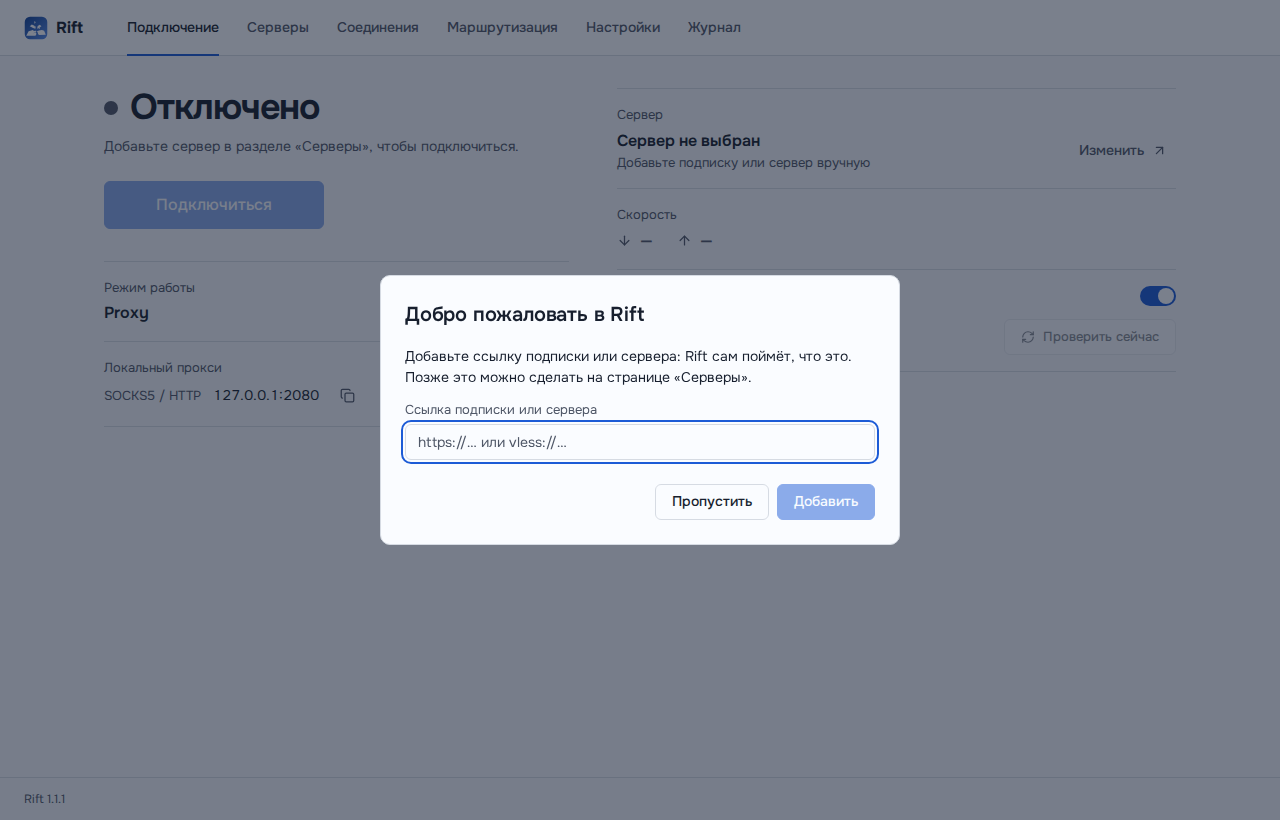 Rift
Подключение
Серверы
Соединения
Маршрутизация
Настройки
Журнал
Отключено
Добавьте сервер в разделе «Серверы», чтобы подключиться.
Подключиться
Режим работы
Proxy
Локальный прокси
SOCKS5 / HTTP 127.0.0.1:2080
Сервер
Сервер не выбран
Добавьте подписку или сервер вручную
Изменить
Скорость
— —
Проверить сейчас
Добро пожаловать в Rift
Добавьте ссылку подписки или сервера: Rift сам поймёт, что это.
Позже это можно сделать на странице «Серверы».
Ссылка подписки или сервера
https://... или vless://...
Пропустить
Добавить
Rift 1.1.1